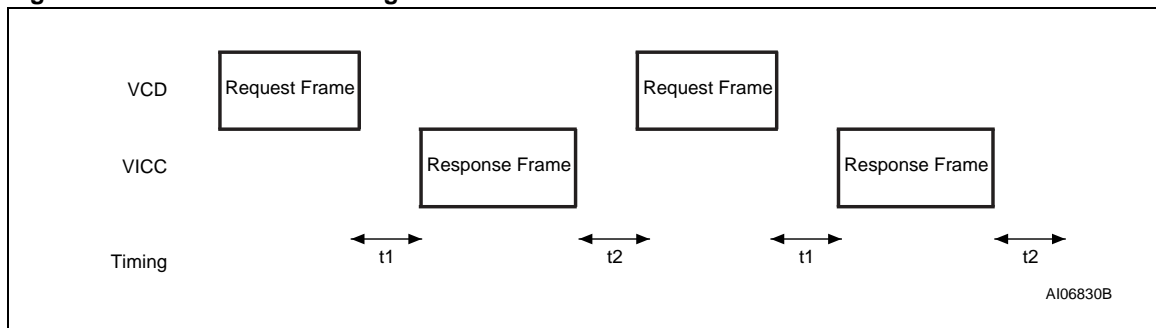 VCD
Request Frame
Request Frame
VICC
Response Frame
Response Frame
Timing
t1
t2
t1
t2
AI06830B